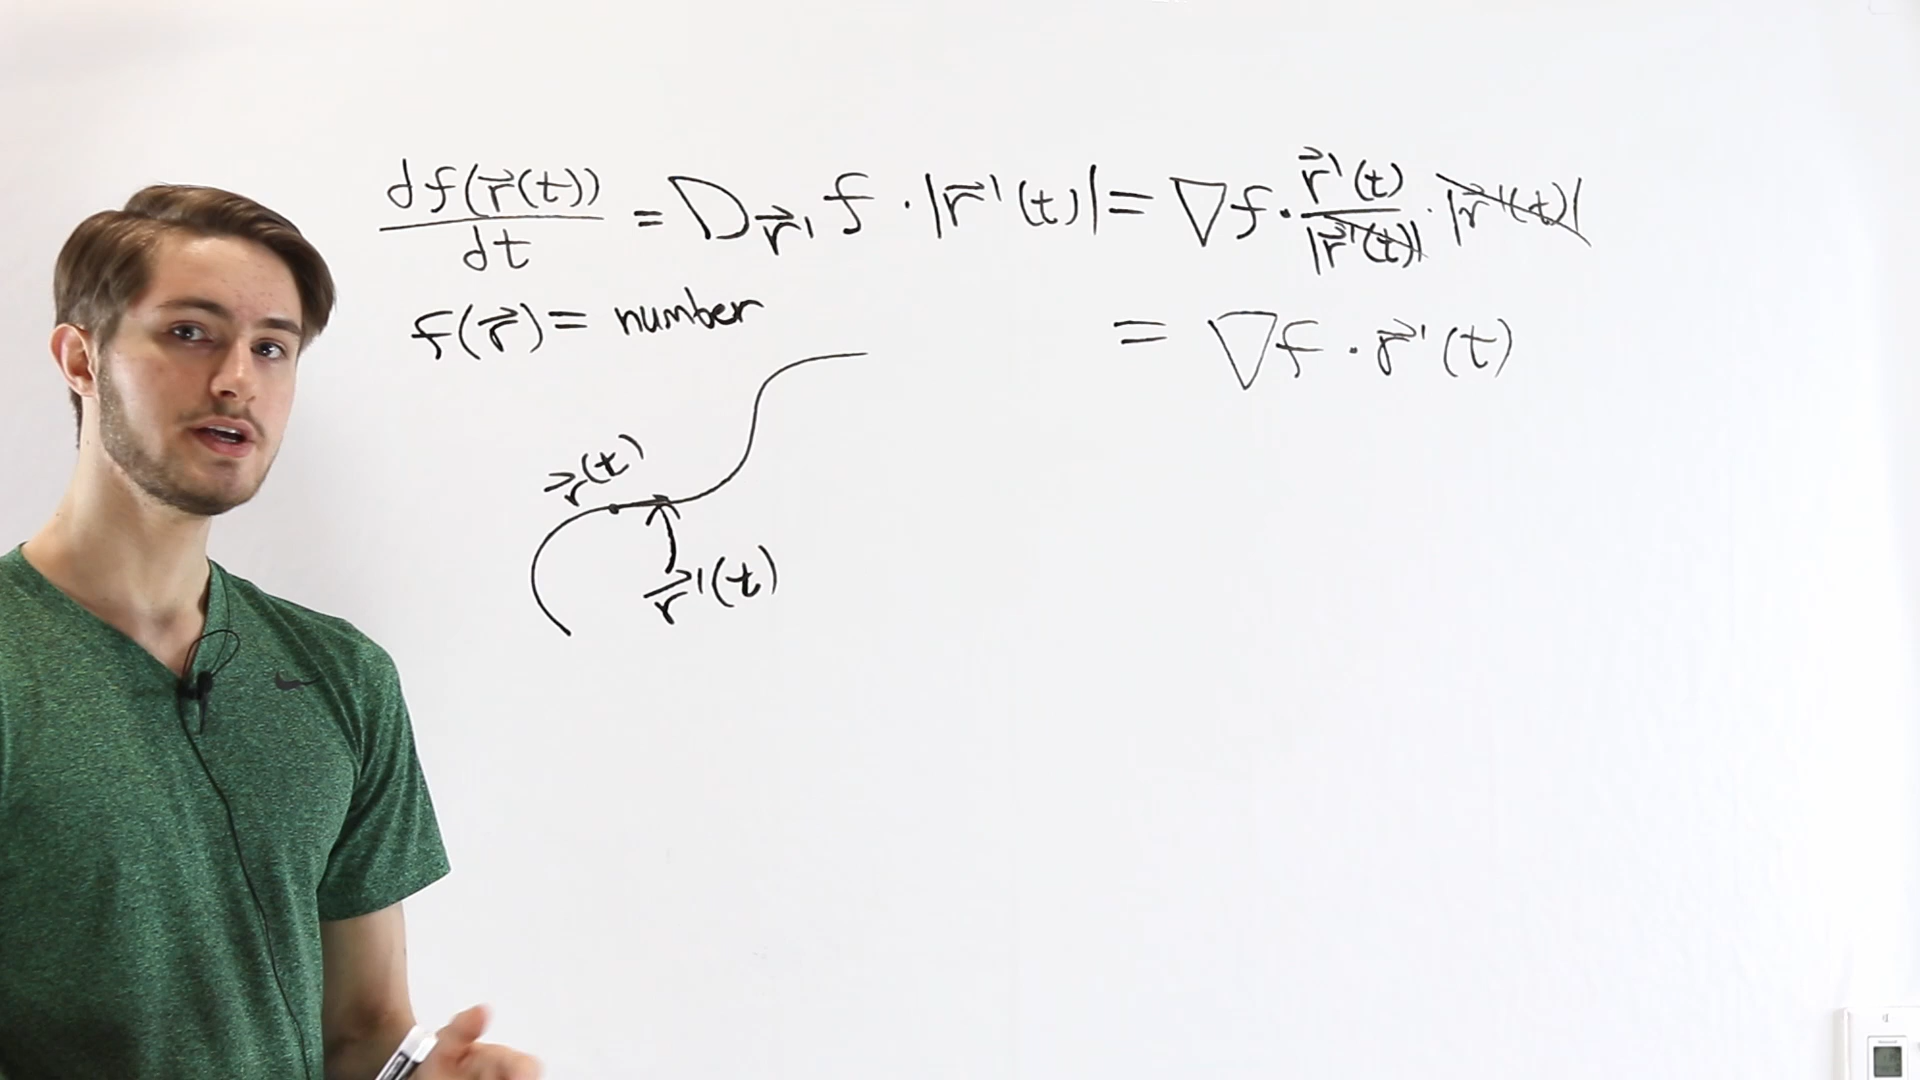 df(r⃗(t))/dt = D_r⃗' f · |r⃗'(t)| = ∇f · r⃗'(t)/|r⃗'(t)| · |r⃗'(t)|
f(r⃗) = number
= ∇f · r⃗'(t)
r⃗(t)
r⃗'(t)